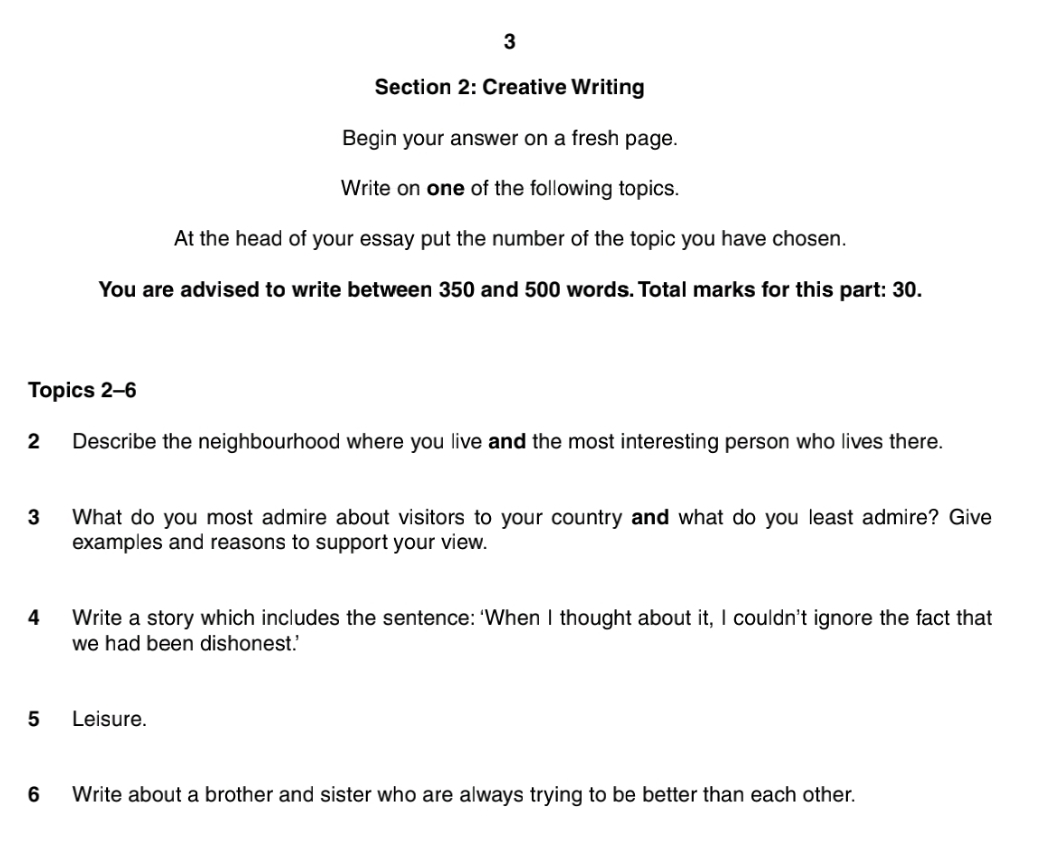 3
Section 2: Creative Writing
Begin your answer on a fresh page.
Write on one of the following topics.
At the head of your essay put the number of the topic you have chosen.
You are advised to write between 350 and 500 words. Total marks for this part: 30.
Topics 2–6
2 Describe the neighbourhood where you live and the most interesting person who lives there.
3 What do you most admire about visitors to your country and what do you least admire? Give
examples and reasons to support your view.
4 Write a story which includes the sentence: ‘When I thought about it, I couldn’t ignore the fact that
we had been dishonest.’
5 Leisure.
6 Write about a brother and sister who are always trying to be better than each other.